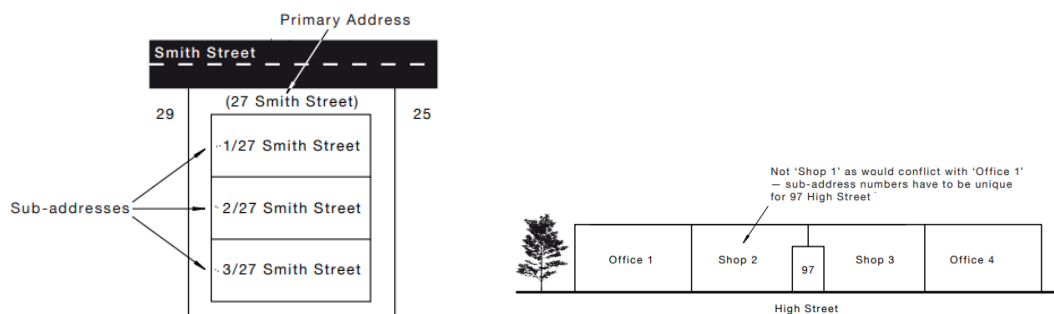 Primary Address
Smith Street
(27 Smith Street)
29
25
1/27 Smith Street
Sub-addresses
2/27 Smith Street
3/27 Smith Street
Not ‘Shop 1’ as would conflict with ‘Office 1’
— sub-address numbers have to be unique
for 97 High Street
Office 1
Shop 2
97
Shop 3
Office 4
High Street